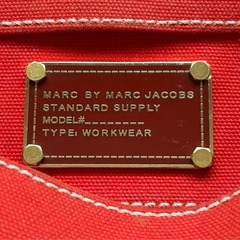 MARC BY MARC JACOBS
STANDARD SUPPLY
MODEL#________
TYPE: WORKWEAR